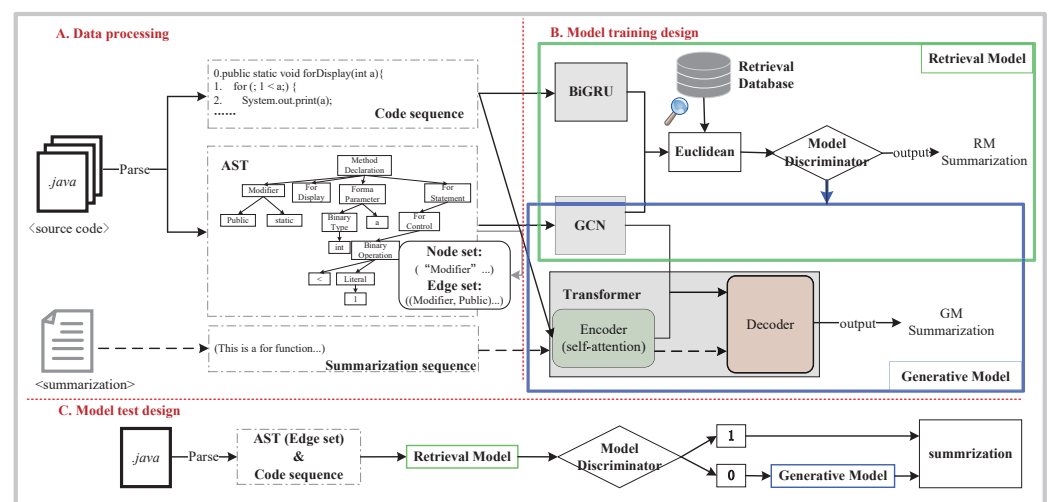 A. Data processing
0.public static void forDisplay(int a){
1. for (; 1 < a;) {
2. System.out.print(a);
......
Code sequence
.java
<source code>
Parse
AST
Method
Declaration
Modifier
For
Display
Forma
Parameter
For
Statement
Public
static
Binary
Type
a
For
Control
int
Binary
Operation
<
Literal
1
Node set:
(“Modifier” ...)
Edge set:
((Modifier, Public)...)
<summarization>
(This is a for function...)
Summarization sequence
B. Model training design
Retrieval Model
BiGRU
Retrieval
Database
Euclidean
Model
Discriminator
output
RM
Summarization
GCN
Transformer
Encoder
(self-attention)
Decoder
output
GM
Summarization
Generative Model
C. Model test design
.java
Parse
AST (Edge set)
&
Code sequence
Retrieval Model
Model
Discriminator
1
0
Generative Model
summrization